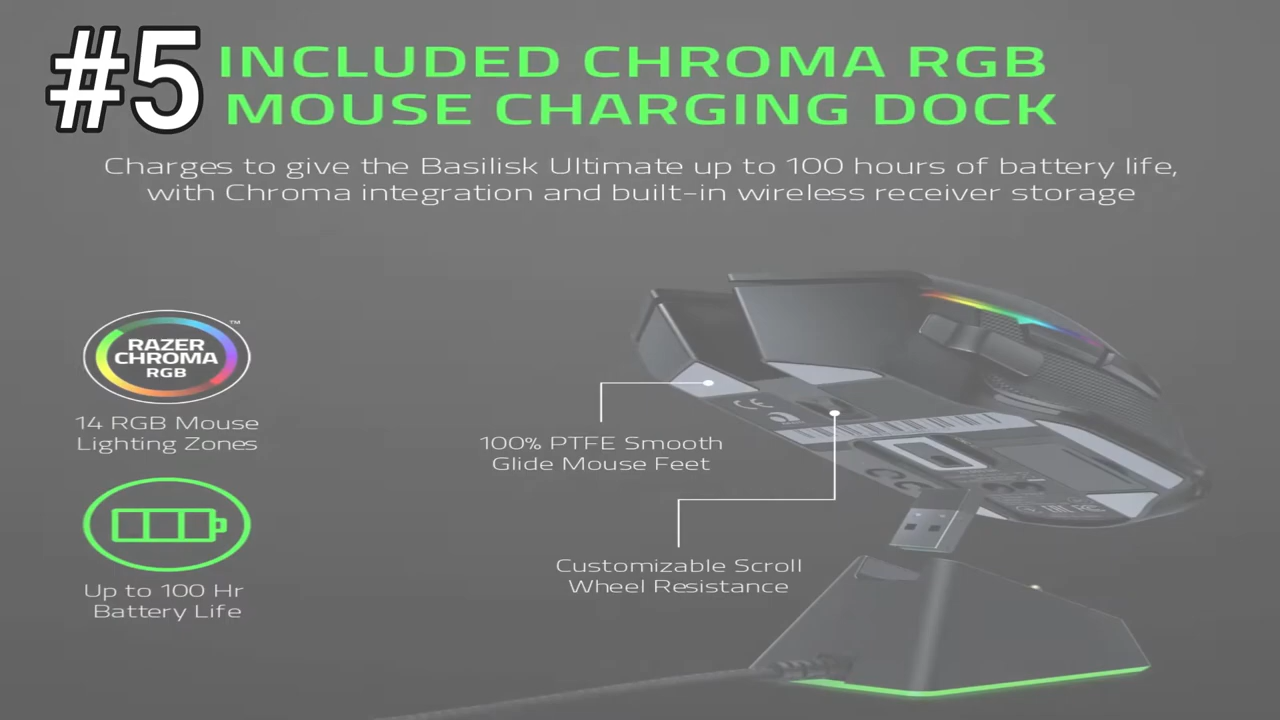 #5
INCLUDED CHROMA RGB
MOUSE CHARGING DOCK
Charges to give the Basilisk Ultimate up to 100 hours of battery life,
with Chroma integration and built-in wireless receiver storage
RAZER
CHROMA
RGB
™
14 RGB Mouse
Lighting Zones
100% PTFE Smooth
Glide Mouse Feet
Customizable Scroll
Wheel Resistance
Up to 100 Hr
Battery Life